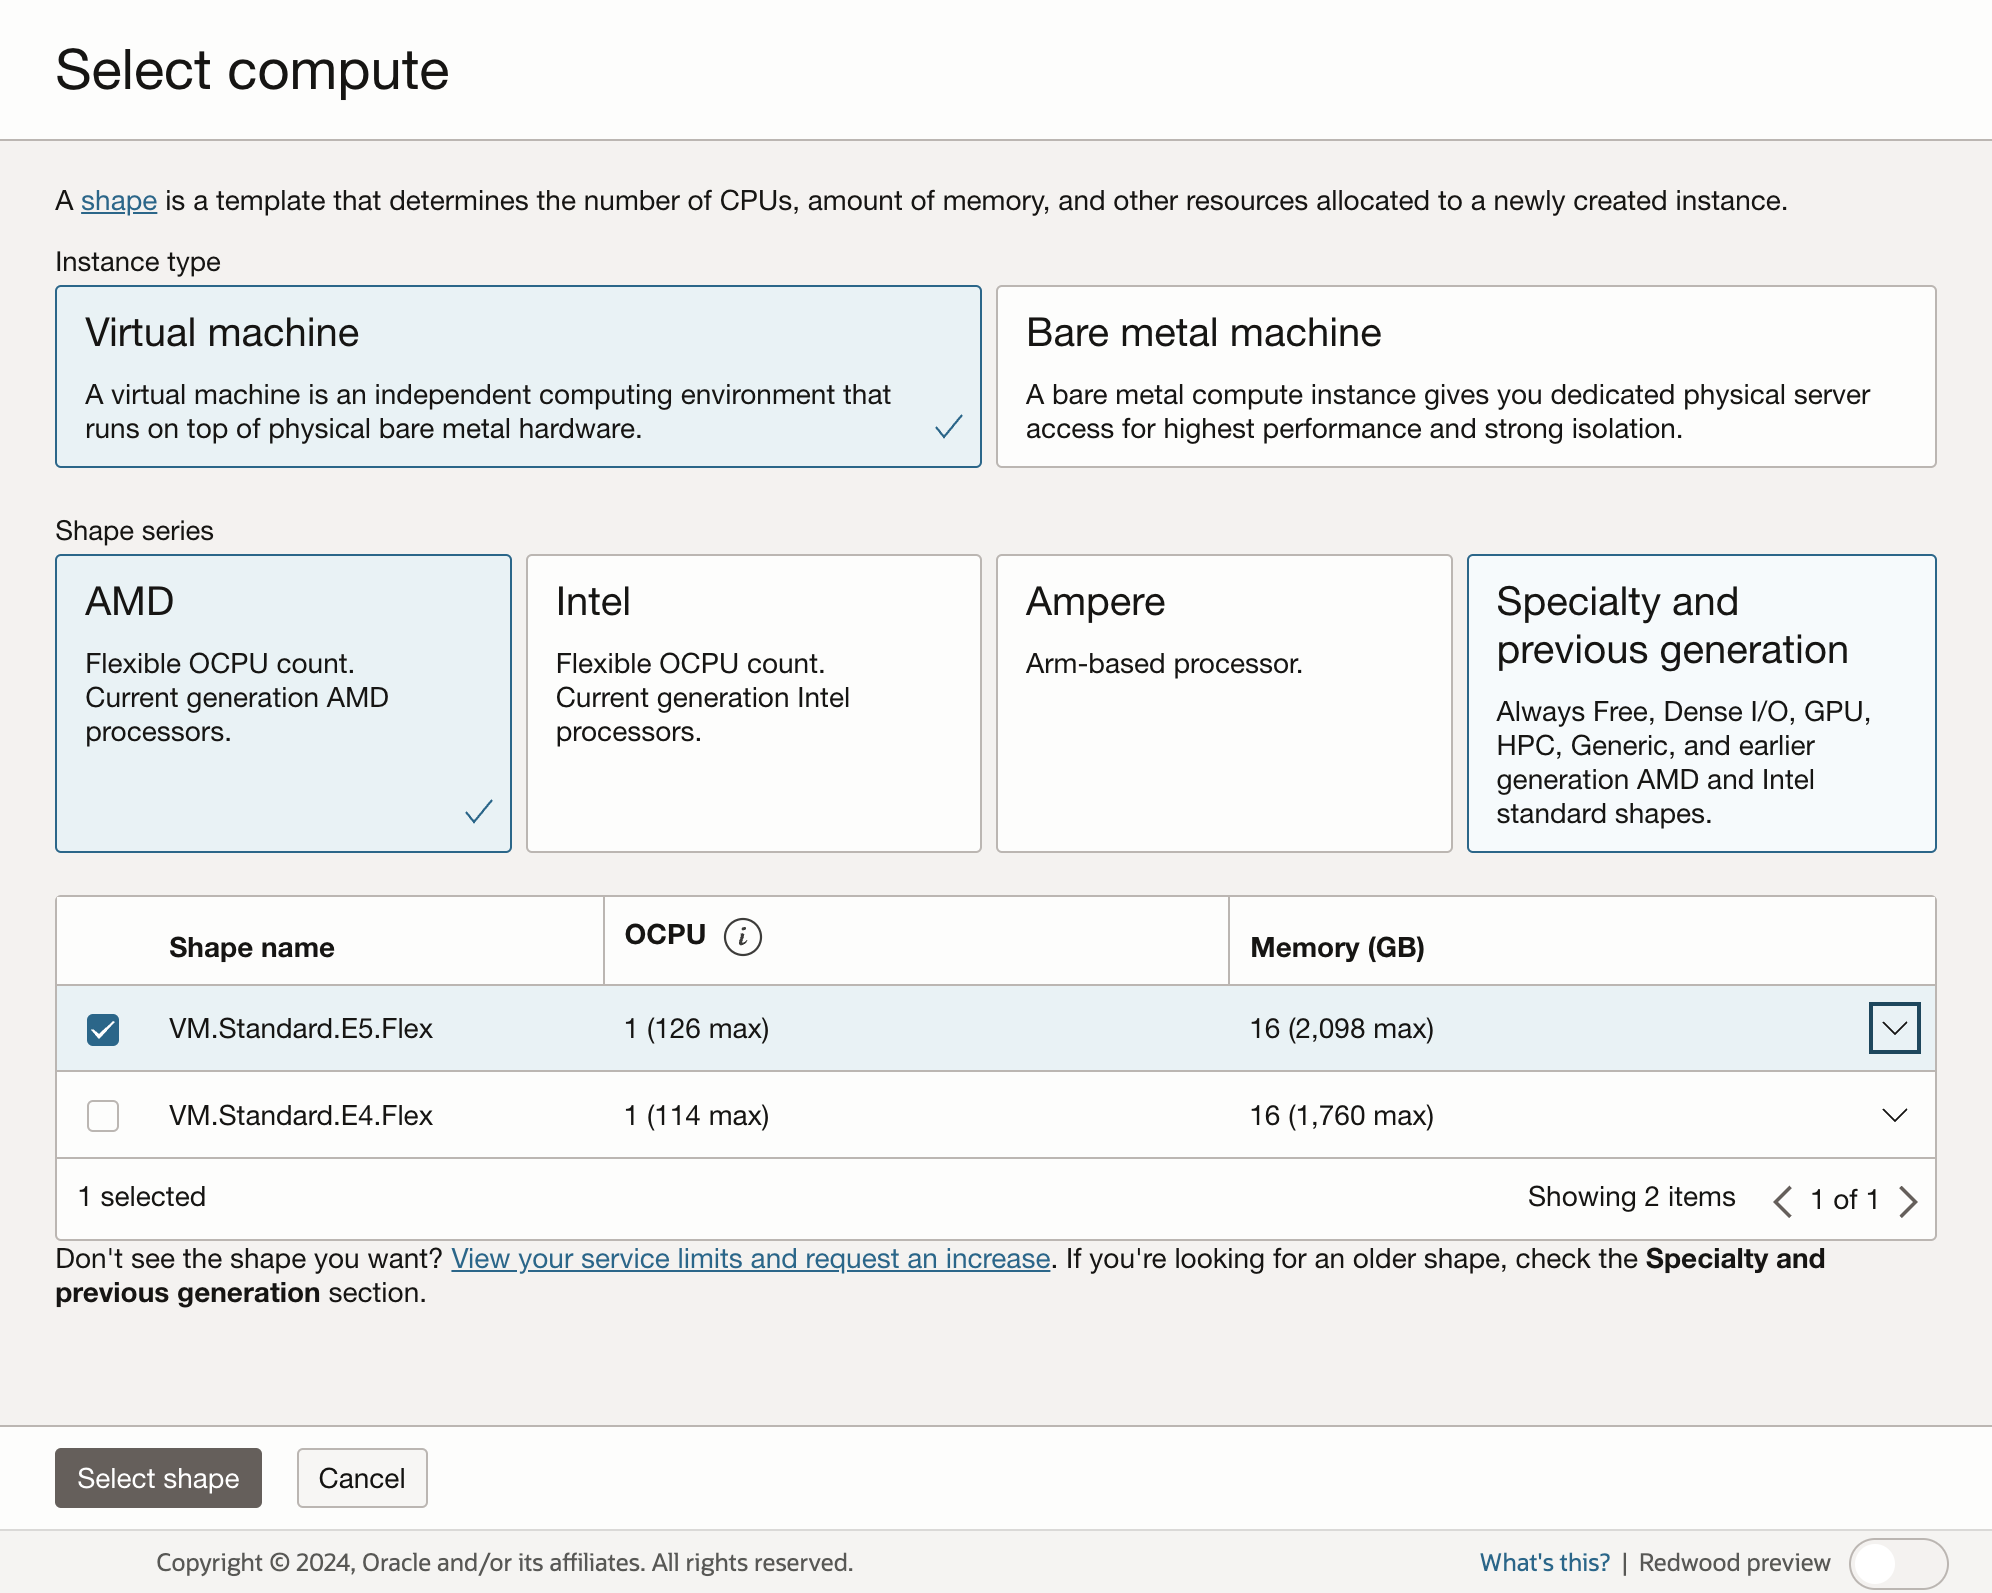 Select compute
A shape is a template that determines the number of CPUs, amount of memory, and other resources allocated to a newly created instance.
Instance type
Virtual machine
A virtual machine is an independent computing environment that
runs on top of physical bare metal hardware.
Bare metal machine
A bare metal compute instance gives you dedicated physical server
access for highest performance and strong isolation.
Shape series
AMD
Flexible OCPU count.
Current generation AMD
processors.
Intel
Flexible OCPU count.
Current generation Intel
processors.
Ampere
Arm-based processor.
Specialty and
previous generation
Always Free, Dense I/O, GPU,
HPC, Generic, and earlier
generation AMD and Intel
standard shapes.
Shape name OCPU i Memory (GB)
VM.Standard.E5.Flex 1 (126 max) 16 (2,098 max)
VM.Standard.E4.Flex 1 (114 max) 16 (1,760 max)
1 selected Showing 2 items 1 of 1
Don't see the shape you want? View your service limits and request an increase. If you're looking for an older shape, check the Specialty and
previous generation section.
Select shape Cancel
Copyright © 2024, Oracle and/or its affiliates. All rights reserved. What's this? | Redwood preview